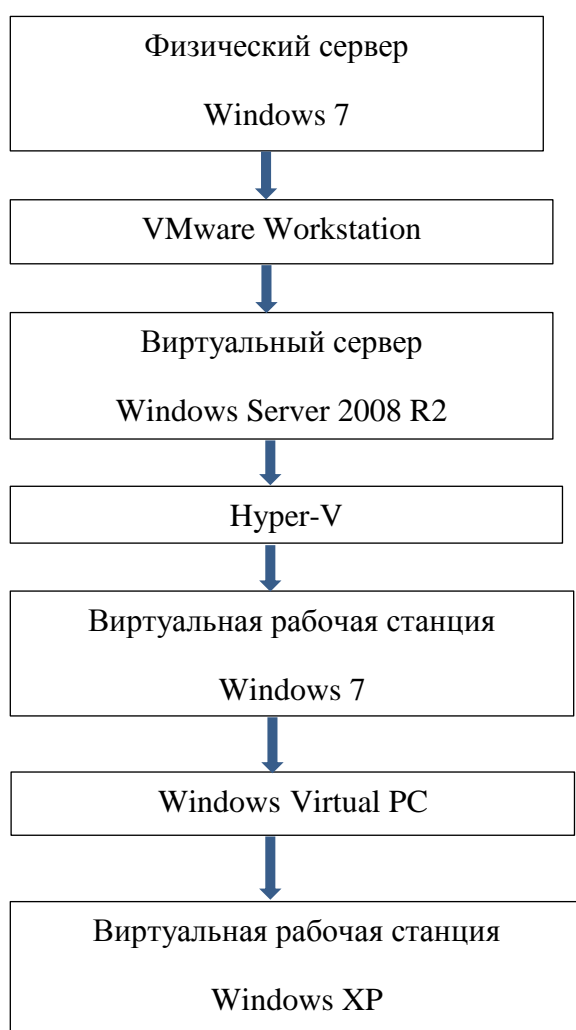 Физический сервер
Windows 7
VMware Workstation
Виртуальный сервер
Windows Server 2008 R2
Hyper-V
Виртуальная рабочая станция
Windows 7
Windows Virtual PC
Виртуальная рабочая станция
Windows XP